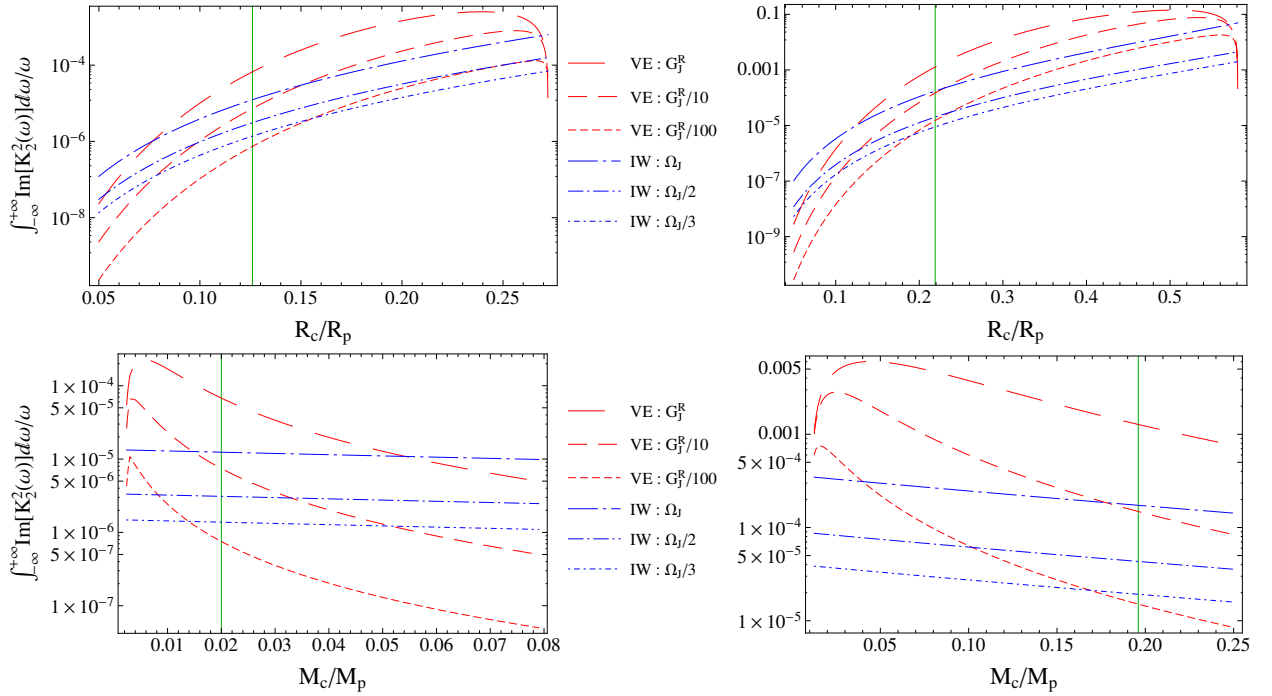 ∫_{-∞}^{+∞} Im[K_2^2(ω)]dω/ω
10^{-4}
10^{-6}
10^{-8}
0.05 0.10 0.15 0.20 0.25
R_c/R_p
VE : G_J^R
VE : G_J^R/10
VE : G_J^R/100
IW : Ω_J
IW : Ω_J/2
IW : Ω_J/3
0.1
0.001
10^{-5}
10^{-7}
10^{-9}
0.1 0.2 0.3 0.4 0.5
R_c/R_p
∫_{-∞}^{+∞} Im[K_2^2(ω)]dω/ω
1 × 10^{-4}
5 × 10^{-5}
1 × 10^{-5}
5 × 10^{-6}
1 × 10^{-6}
5 × 10^{-7}
1 × 10^{-7}
0.01 0.02 0.03 0.04 0.05 0.06 0.07 0.08
M_c/M_p
VE : G_J^R
VE : G_J^R/10
VE : G_J^R/100
IW : Ω_J
IW : Ω_J/2
IW : Ω_J/3
0.005
0.001
5 × 10^{-4}
1 × 10^{-4}
5 × 10^{-5}
1 × 10^{-5}
0.05 0.10 0.15 0.20 0.25
M_c/M_p